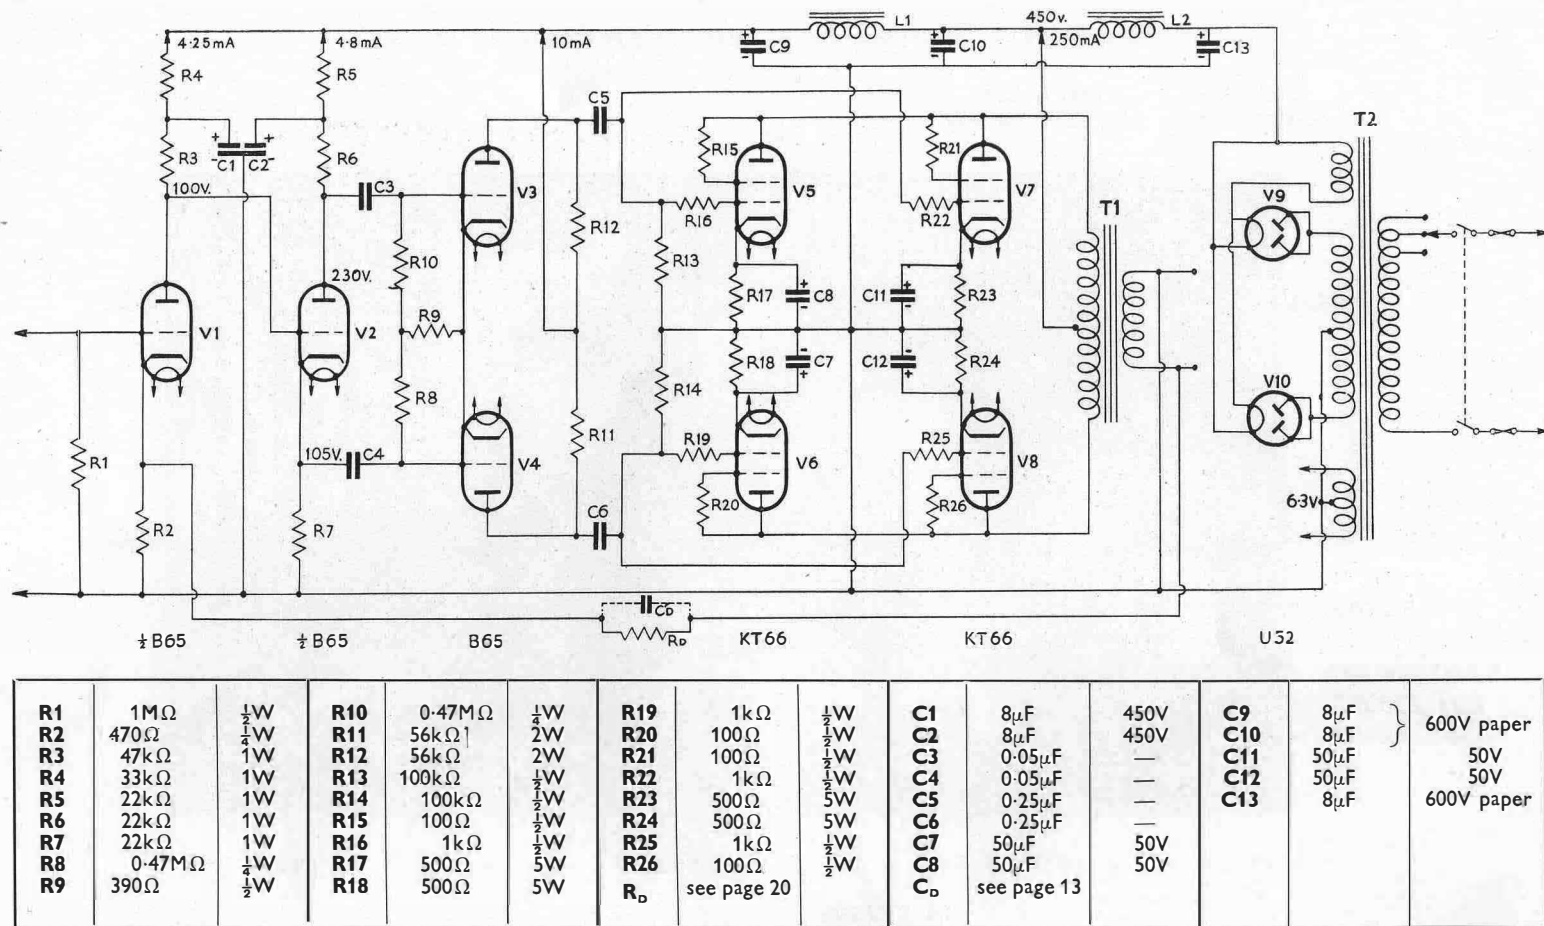 4·25mA
4·8mA
10mA
450v.
250mA
L1
L2
C9
C10
C13
R4
R5
C5
T2
R3
C1
C2
R6
R15
R21
100V.
C3
V3
V5
V7
V9
R12
R16
R22
T1
R10
R13
230V.
R17
C8
C11
R23
V1
V2
R9
R18
C7
C12
R24
R8
R14
V10
R11
R19
R25
R1
105V.
C4
V4
V6
V8
R20
R26
6·3V
R2
R7
C6
CD
RD
½ B65
½ B65
B65
KT66
KT66
U52
R1 1MΩ ½W R10 0·47MΩ ¼W R19 1kΩ ½W C1 8μF 450V C9 8μF
R2 470Ω ¼W R11 56kΩ 2W R20 100Ω ½W C2 8μF 450V C10 8μF 600V paper
R3 47kΩ 1W R12 56kΩ 2W R21 100Ω ½W C3 0·05μF — C11 50μF 50V
R4 33kΩ 1W R13 100kΩ ½W R22 1kΩ ½W C4 0·05μF — C12 50μF 50V
R5 22kΩ 1W R14 100kΩ ½W R23 500Ω 5W C5 0·25μF — C13 8μF 600V paper
R6 22kΩ 1W R15 100Ω ½W R24 500Ω 5W C6 0·25μF —
R7 22kΩ 1W R16 1kΩ ½W R25 1kΩ ½W C7 50μF 50V
R8 0·47MΩ ¼W R17 500Ω 5W R26 100Ω ½W C8 50μF 50V
R9 390Ω ½W R18 500Ω 5W RD see page 20 CD see page 13